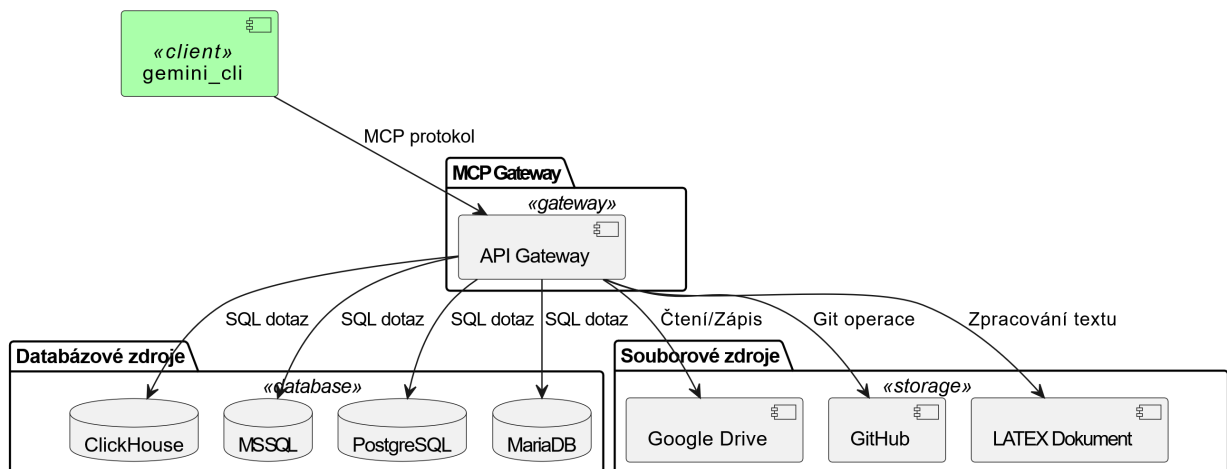 «client»
gemini_cli
MCP protokol
MCP Gateway
«gateway»
API Gateway
SQL dotaz
SQL dotaz
SQL dotaz
SQL dotaz
Čtení/Zápis
Git operace
Zpracování textu
Databázové zdroje
«database»
ClickHouse
MSSQL
PostgreSQL
MariaDB
Souborové zdroje
«storage»
Google Drive
GitHub
LATEX Dokument